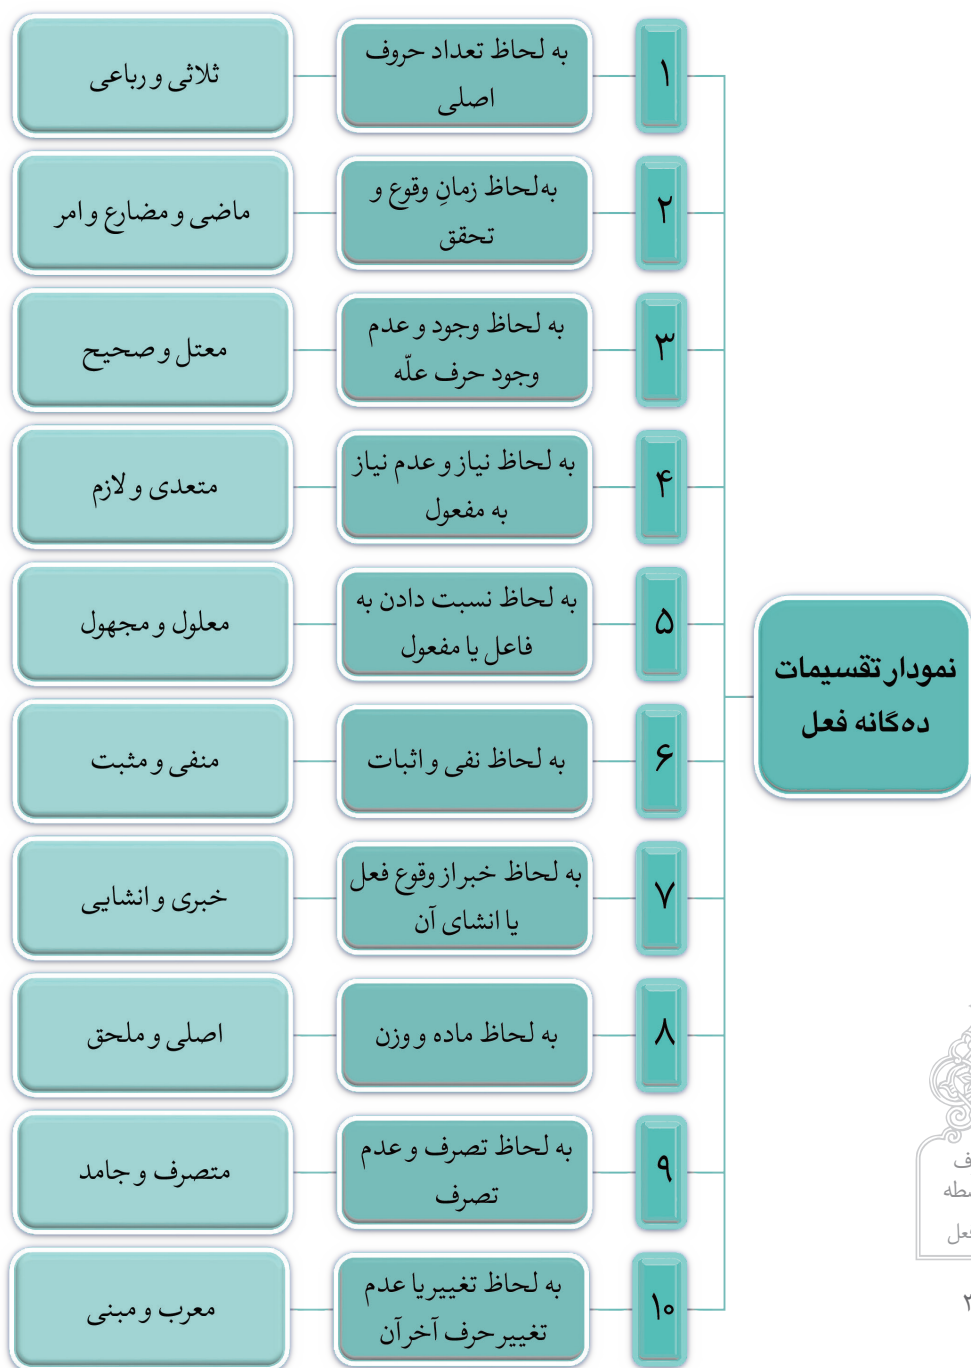 نمودار تقسیمات
ده‌گانه فعل
۱
به لحاظ تعداد حروف
اصلی
ثلاثی و رباعی
۲
به‌لحاظ زمانِ وقوع و
تحقق
ماضی و مضارع و امر
۳
به لحاظ وجود و عدم
وجود حرف علّه
معتل و صحیح
۴
به لحاظ نیاز و عدم نیاز
به مفعول
متعدی و لازم
۵
به لحاظ نسبت دادن به
فاعل یا مفعول
معلول و مجهول
۶
به لحاظ نفی و اثبات
منفی و مثبت
۷
به لحاظ خبر از وقوع فعل
یا انشای آن
خبری و انشایی
۸
به لحاظ ماده و وزن
اصلی و ملحق
۹
به لحاظ تصرف و عدم
تصرف
متصرف و جامد
۱۰
به لحاظ تغییر یا عدم
تغییر حرف آخر آن
معرب و مبنی